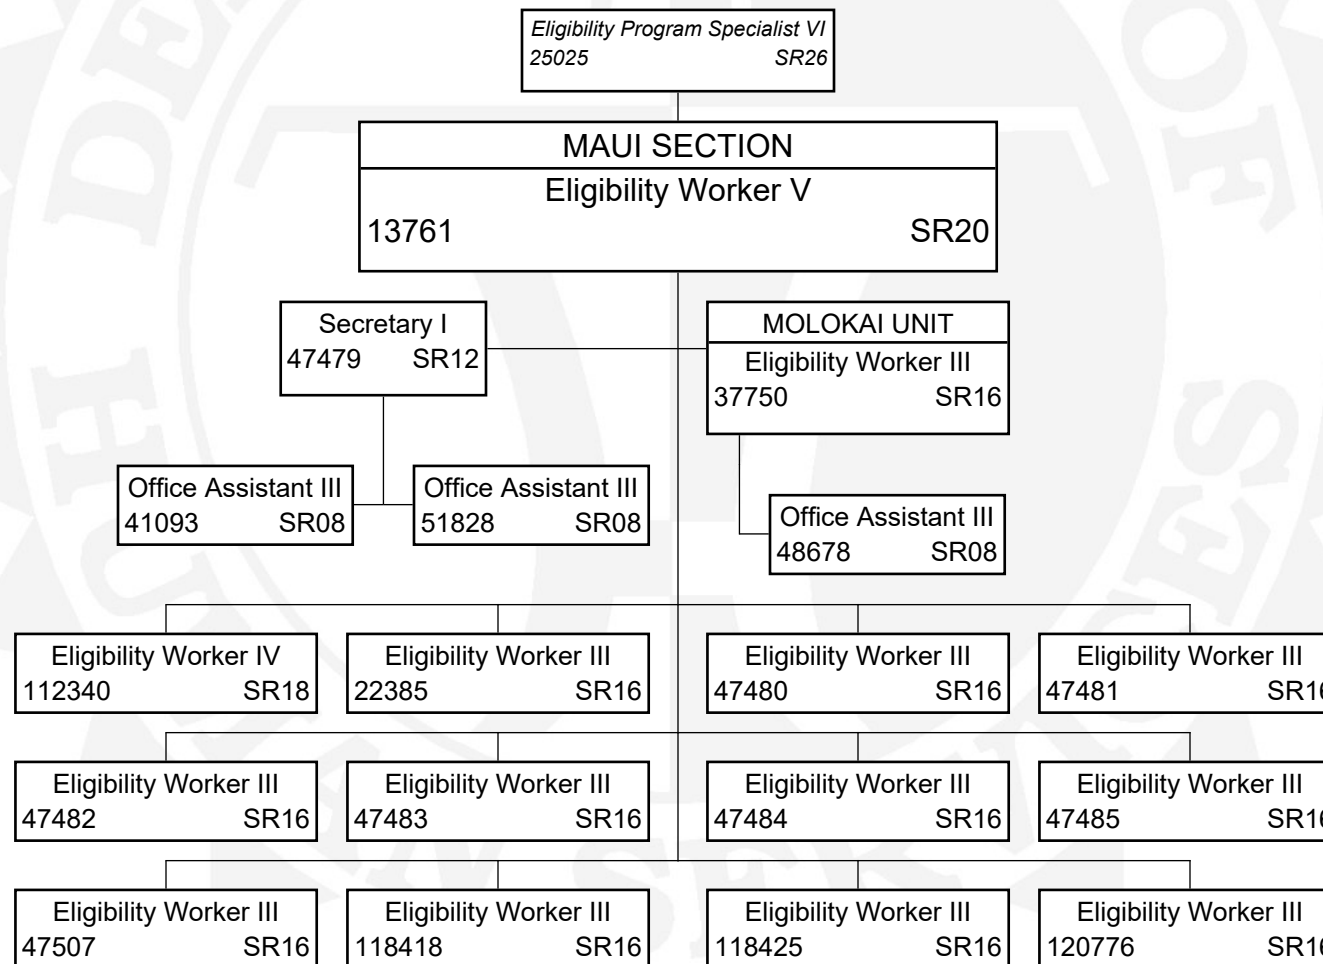 Eligibility Program Specialist VI
25025 SR26
MAUI SECTION
Eligibility Worker V
13761 SR20
Secretary I
47479 SR12
MOLOKAI UNIT
Eligibility Worker III
37750 SR16
Office Assistant III
41093 SR08
Office Assistant III
51828 SR08
Office Assistant III
48678 SR08
Eligibility Worker IV
112340 SR18
Eligibility Worker III
22385 SR16
Eligibility Worker III
47480 SR16
Eligibility Worker III
47481 SR16
Eligibility Worker III
47482 SR16
Eligibility Worker III
47483 SR16
Eligibility Worker III
47484 SR16
Eligibility Worker III
47485 SR16
Eligibility Worker III
47507 SR16
Eligibility Worker III
118418 SR16
Eligibility Worker III
118425 SR16
Eligibility Worker III
120776 SR16